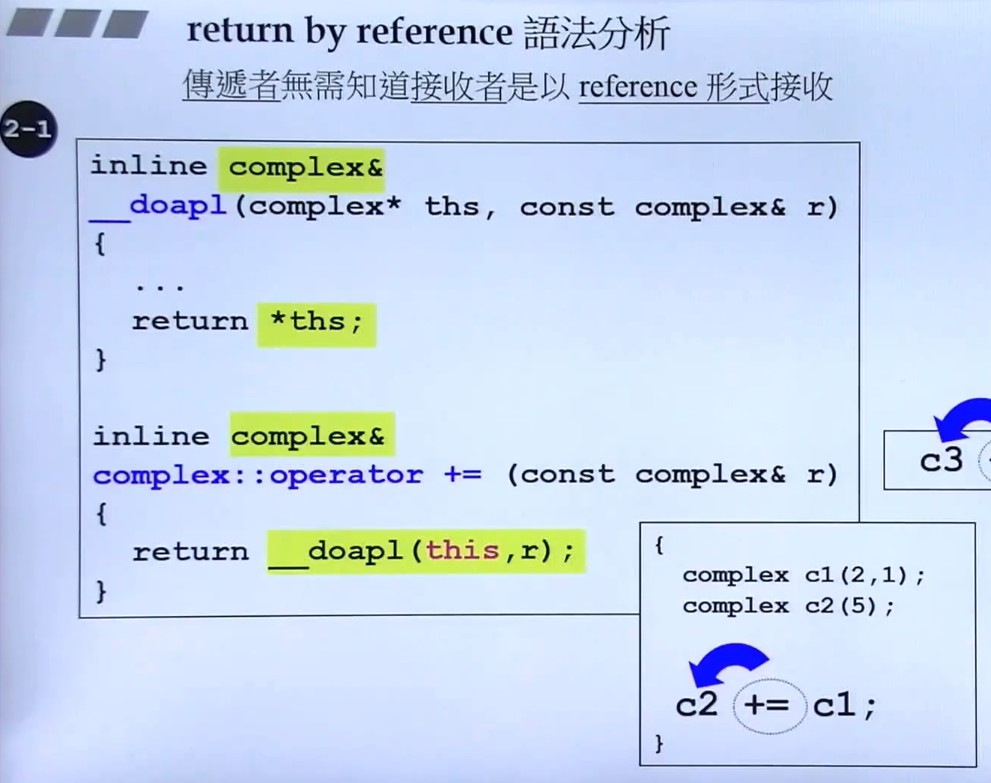 return by reference 語法分析
傳遞者無需知道接收者是以 reference 形式接收
2-1
inline complex&
__doapl(complex* ths, const complex& r)
{
...
return *ths;
}
inline complex&
complex::operator += (const complex& r)
{
return __doapl(this,r);
}
c3
{
complex c1(2,1);
complex c2(5);
c2 += c1;
}